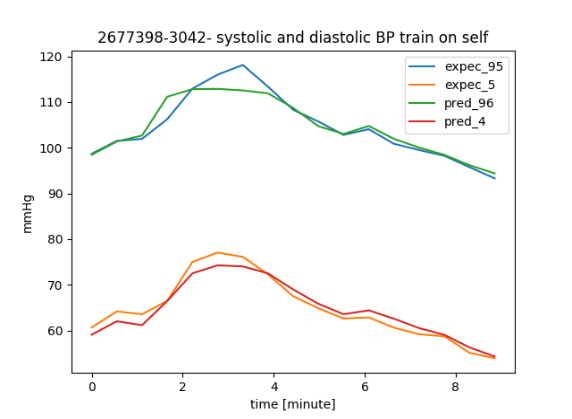 2677398-3042- systolic and diastolic BP train on self
120
110
100
90
80
70
60
mmHg
expec_95
expec_5
pred_96
pred_4
0 2 4 6 8
time [minute]